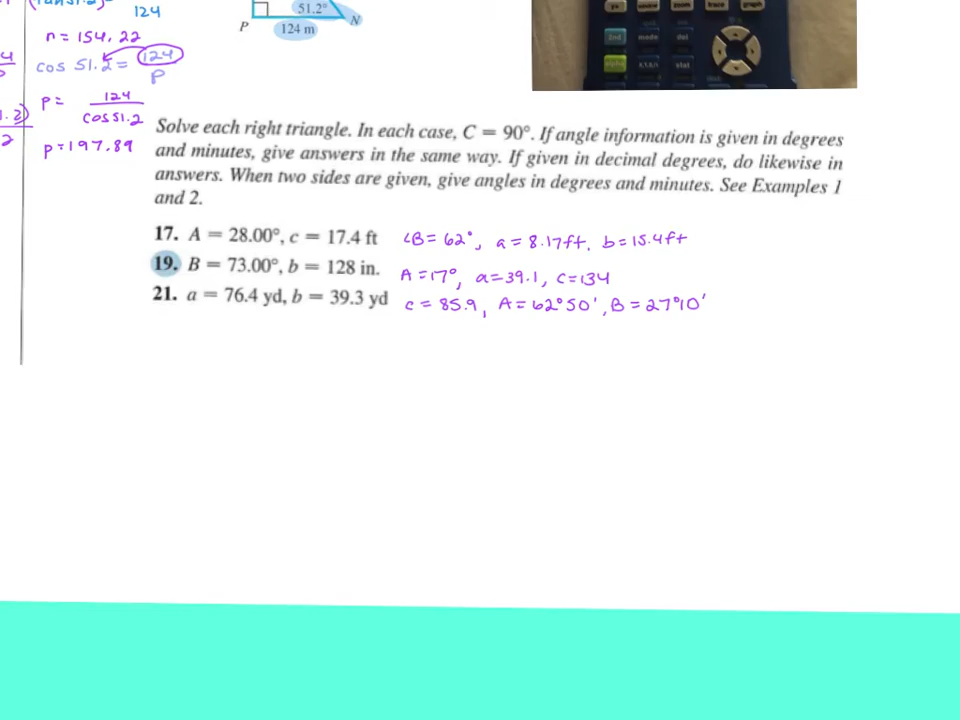 124
51.2°
N
P
124 m
n = 154.22
cos 51.2 = 124
P
p = 124
cos 51.2
p = 197.89
Solve each right triangle. In each case, C = 90°. If angle information is given in degrees
and minutes, give answers in the same way. If given in decimal degrees, do likewise in
answers. When two sides are given, give angles in degrees and minutes. See Examples 1
and 2.
17. A = 28.00°, c = 17.4 ft ∠B = 62°, a = 8.17ft, b = 15.4ft
19. B = 73.00°, b = 128 in. A = 17°, a = 39.1, c = 134
21. a = 76.4 yd, b = 39.3 yd c = 85.9, A = 62°50', B = 27°10'
2nd
mode
del
alpha
stat